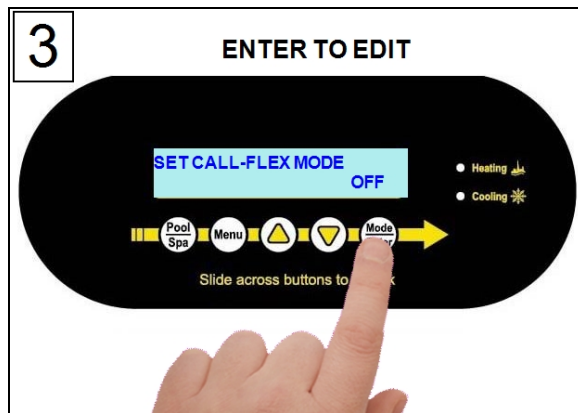 3
ENTER TO EDIT
SET CALL-FLEX MODE
OFF
Heating
Cooling
Pool
Spa
Menu
Mode
Slide across buttons to